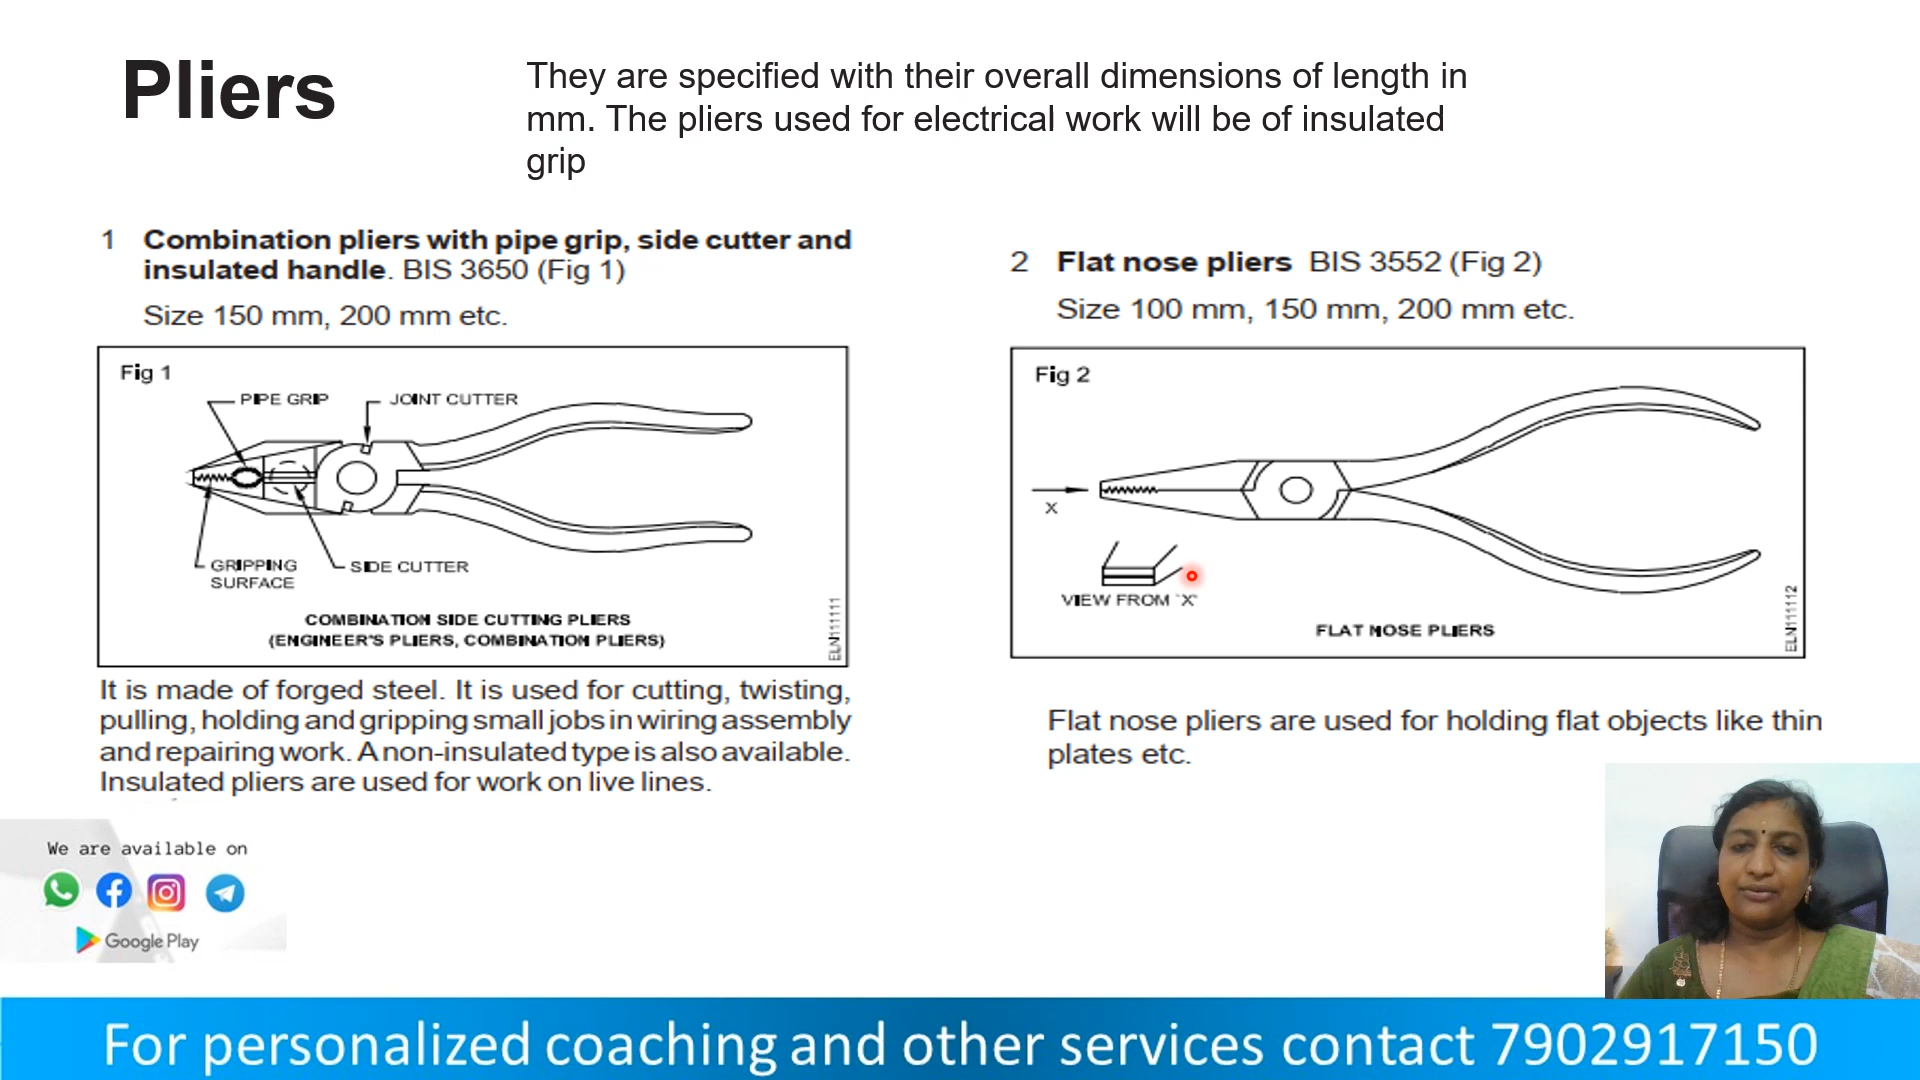 Pliers
They are specified with their overall dimensions of length in
mm. The pliers used for electrical work will be of insulated
grip
1 Combination pliers with pipe grip, side cutter and
insulated handle. BIS 3650 (Fig 1)
Size 150 mm, 200 mm etc.
Fig 1
PIPE GRIP
JOINT CUTTER
GRIPPING
SURFACE
SIDE CUTTER
COMBINATION SIDE CUTTING PLIERS
(ENGINEER'S PLIERS, COMBINATION PLIERS)
ELN111111
It is made of forged steel. It is used for cutting, twisting,
pulling, holding and gripping small jobs in wiring assembly
and repairing work. A non-insulated type is also available.
Insulated pliers are used for work on live lines.
2 Flat nose pliers BIS 3552 (Fig 2)
Size 100 mm, 150 mm, 200 mm etc.
Fig 2
X
VIEW FROM `X'
FLAT NOSE PLIERS
ELN111112
Flat nose pliers are used for holding flat objects like thin
plates etc.
We are available on
Google Play
For personalized coaching and other services contact 7902917150